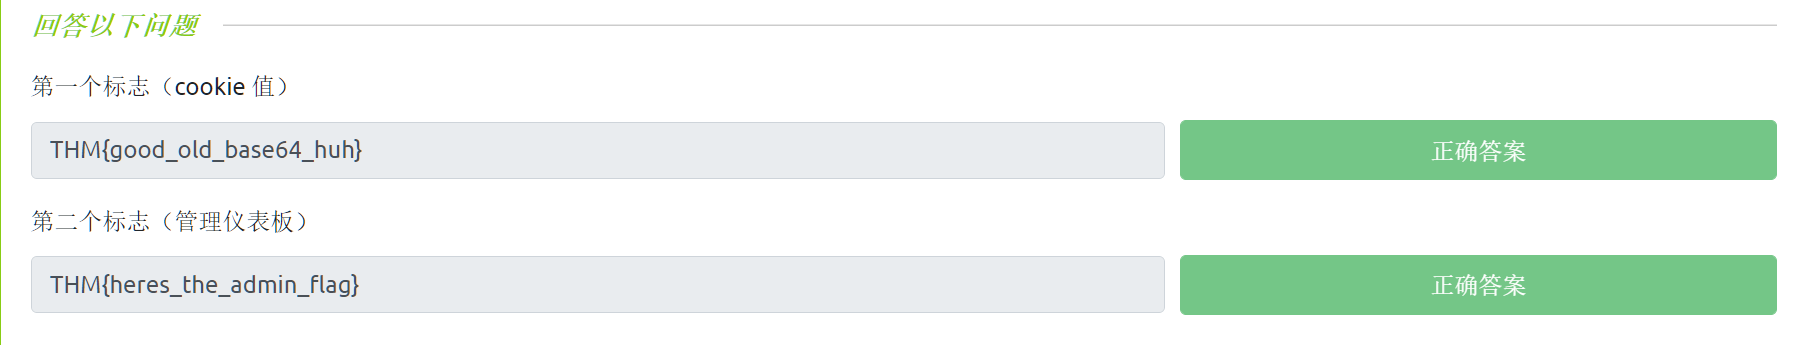 回答以下问题
第一个标志（cookie 值）
THM{good_old_base64_huh}
正确答案
第二个标志（管理仪表板）
THM{heres_the_admin_flag}
正确答案